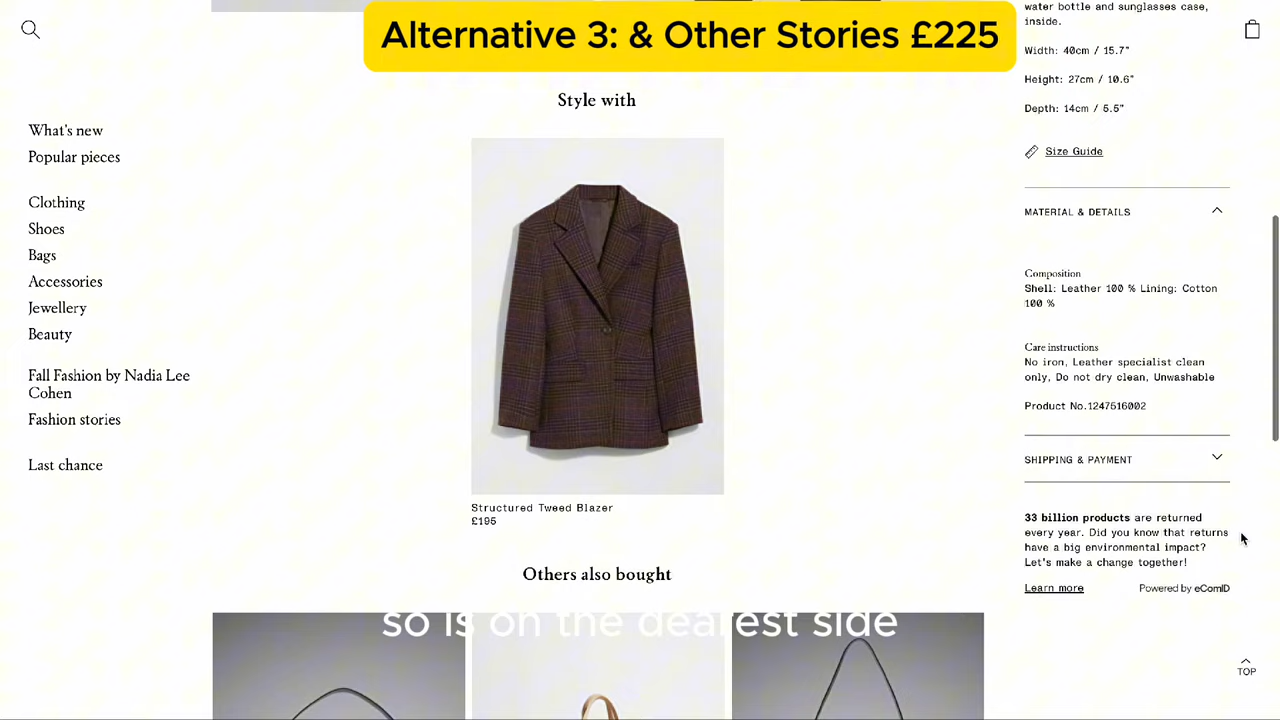 Alternative 3: & Other Stories £225
What's new
Popular pieces
Clothing
Shoes
Bags
Accessories
Jewellery
Beauty
Fall Fashion by Nadia Lee
Cohen
Fashion stories
Last chance
Style with
Structured Tweed Blazer
£195
Others also bought
so is on the dearest side
water bottle and sunglasses case,
inside.
Width: 40cm / 15.7"
Height: 27cm / 10.6"
Depth: 14cm / 5.5"
Size Guide
MATERIAL & DETAILS
Composition
Shell: Leather 100 % Lining: Cotton
100 %
Care instructions
No iron, Leather specialist clean
only, Do not dry clean, Unwashable
Product No.1247616002
SHIPPING & PAYMENT
33 billion products are returned
every year. Did you know that returns
have a big environmental impact?
Let's make a change together!
Learn more
Powered by eComID
TOP